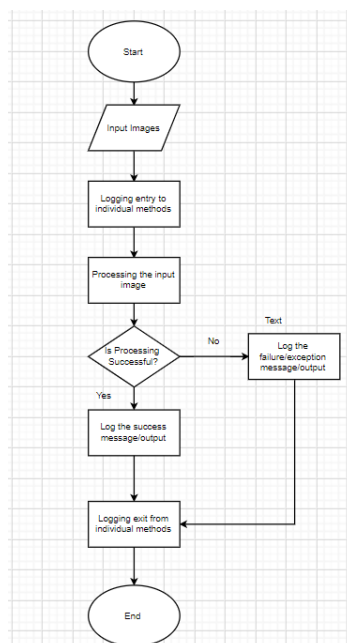 Start
Input Images
Logging entry to
individual methods
Processing the input
image
Is Processing
Successful?
No
Text
Log the
failure/exception
message/output
Yes
Log the success
message/output
Logging exit from
individual methods
End